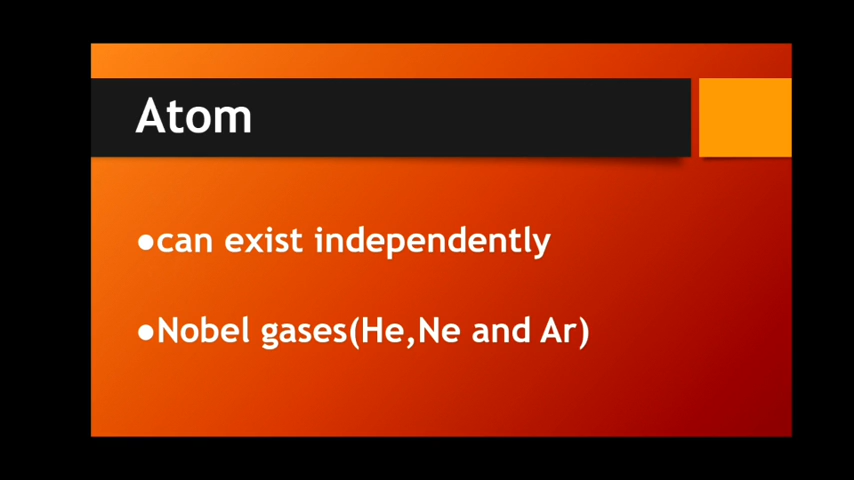 Atom
●can exist independently
●Nobel gases(He,Ne and Ar)